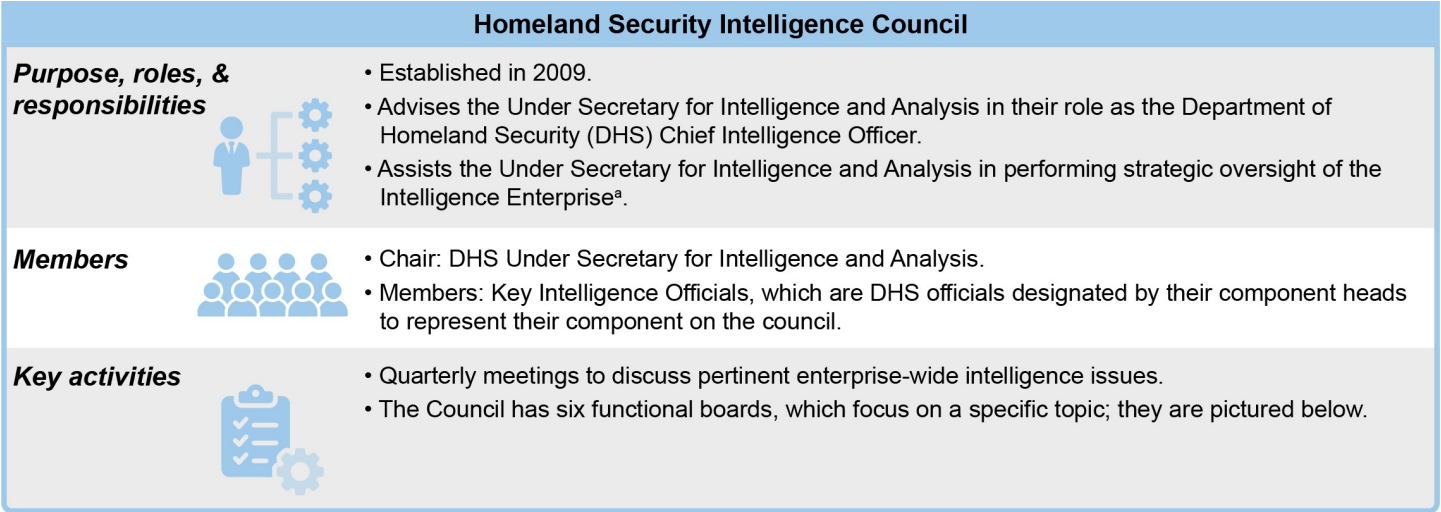 Homeland Security Intelligence Council
Purpose, roles, &
responsibilities
• Established in 2009.
• Advises the Under Secretary for Intelligence and Analysis in their role as the Department of
Homeland Security (DHS) Chief Intelligence Officer.
• Assists the Under Secretary for Intelligence and Analysis in performing strategic oversight of the
Intelligence Enterpriseᵃ.
Members
• Chair: DHS Under Secretary for Intelligence and Analysis.
• Members: Key Intelligence Officials, which are DHS officials designated by their component heads
to represent their component on the council.
Key activities
• Quarterly meetings to discuss pertinent enterprise-wide intelligence issues.
• The Council has six functional boards, which focus on a specific topic; they are pictured below.